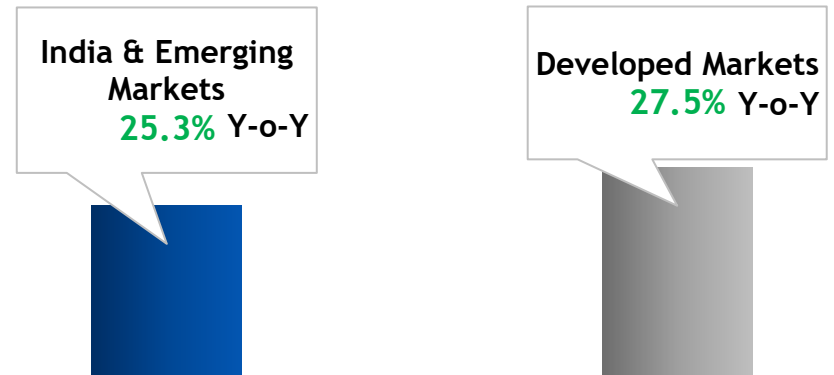 India & Emerging
Markets
25.3% Y-o-Y
Developed Markets
27.5% Y-o-Y